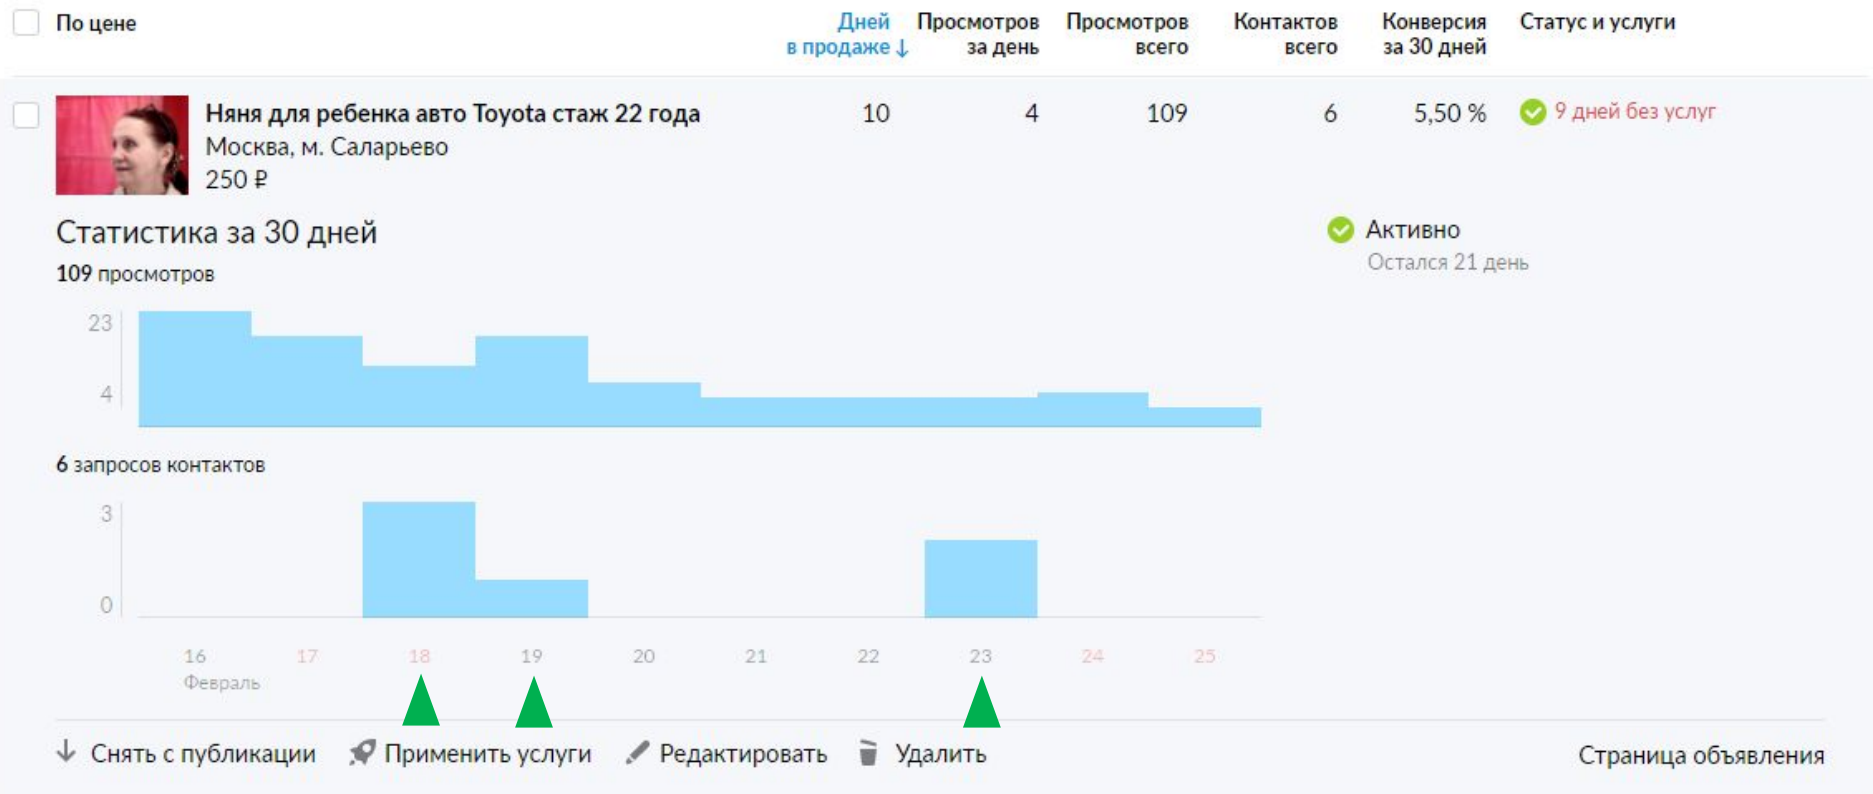 По цене
Дней в продаже ↓
Просмотров за день
Просмотров всего
Контактов всего
Конверсия за 30 дней
Статус и услуги
Няня для ребенка авто Toyota стаж 22 года
10 4 109 6 5,50 % 9 дней без услуг
Москва, м. Саларьево
250 ₽
Статистика за 30 дней
Активно
Остался 21 день
109 просмотров
23
4
6 запросов контактов
3
0
16 17 18 19 20 21 22 23 24 25
Февраль
Снять с публикации Применить услуги Редактировать Удалить Страница объявления